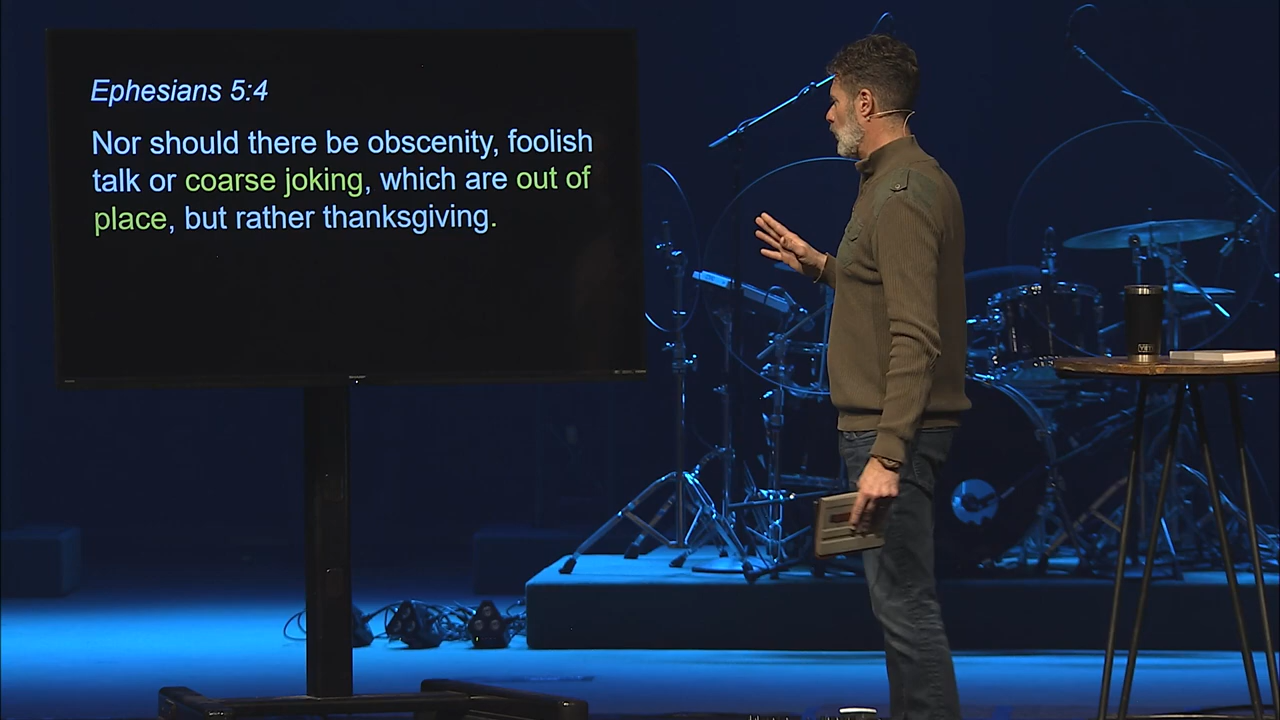 Ephesians 5:4
Nor should there be obscenity, foolish
talk or coarse joking, which are out of
place, but rather thanksgiving.
YETI